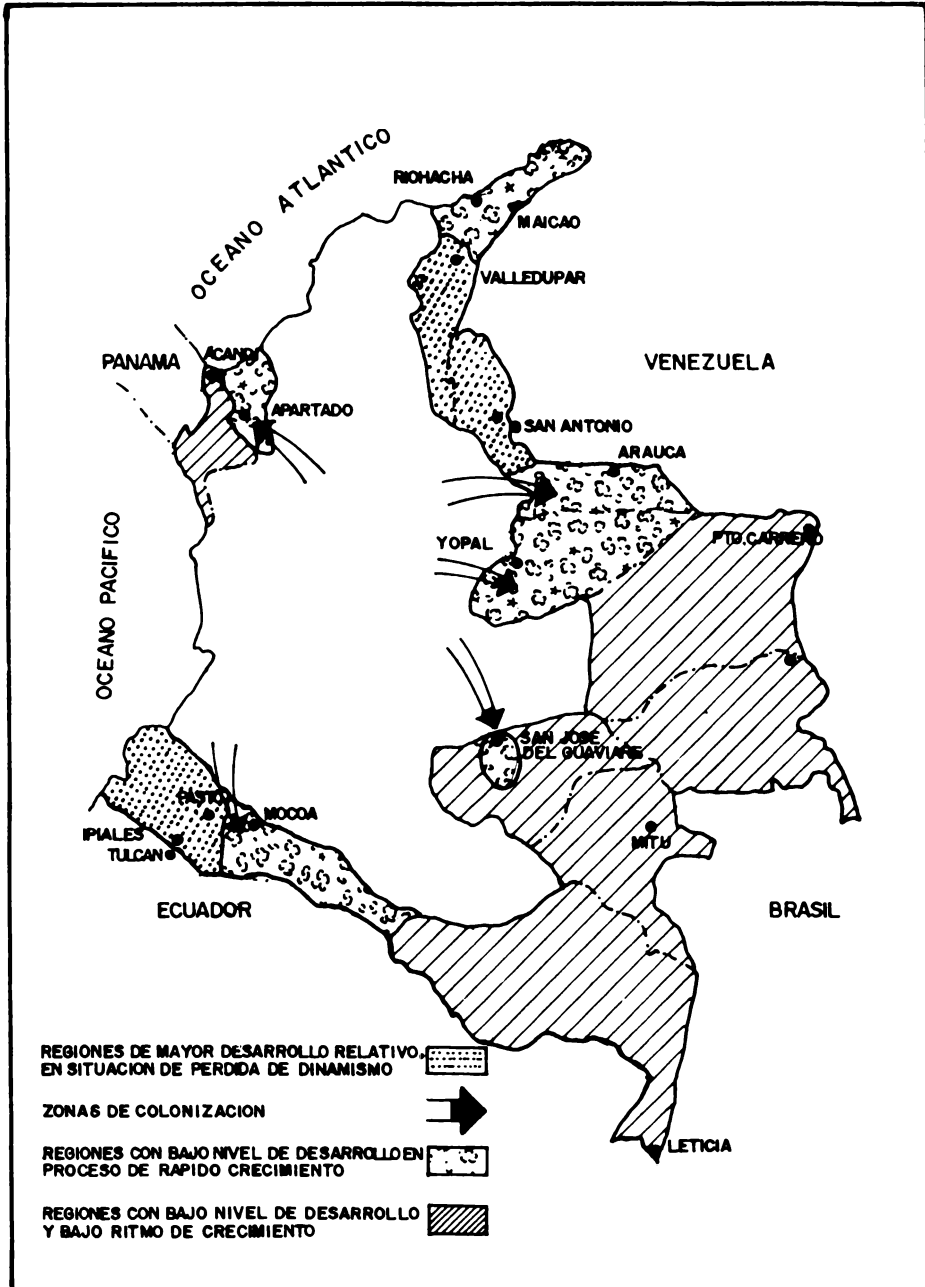 OCEANO ATLANTICO
RIOHACHA
MAICAO
VALLEDUPAR
PANAMA
ACANDI
VENEZUELA
APARTADO
SAN ANTONIO
ARAUCA
PTO. CARREÑO
YOPAL
OCEANO PACIFICO
SAN JOSE
DEL GUAVIARE
PASTO
MOCOA
IPIALES
TULCAN
MITU
ECUADOR
BRASIL
REGIONES DE MAYOR DESARROLLO RELATIVO,
EN SITUACION DE PERDIDA DE DINAMISMO
ZONAS DE COLONIZACION
REGIONES CON BAJO NIVEL DE DESARROLLO EN
PROCESO DE RAPIDO CRECIMIENTO
LETICIA
REGIONES CON BAJO NIVEL DE DESARROLLO
Y BAJO RITMO DE CRECIMIENTO